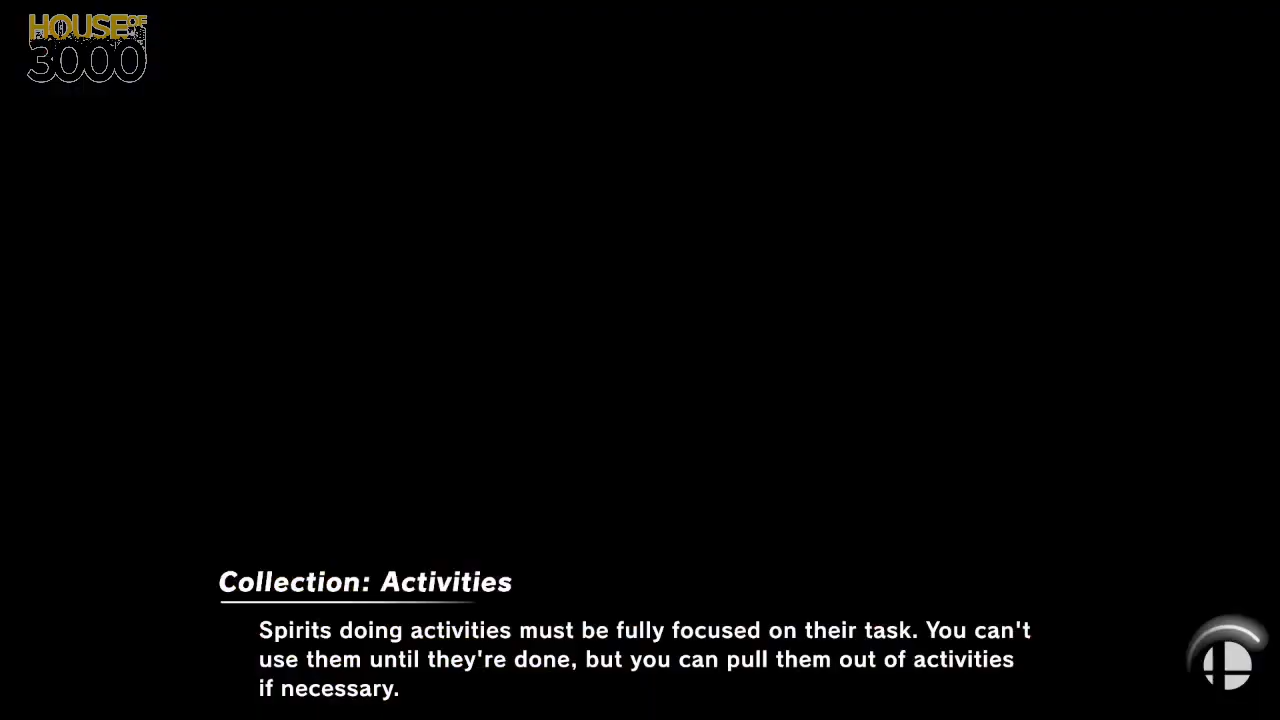 HOUSE OF
3000
Collection: Activities
Spirits doing activities must be fully focused on their task. You can't
use them until they're done, but you can pull them out of activities
if necessary.